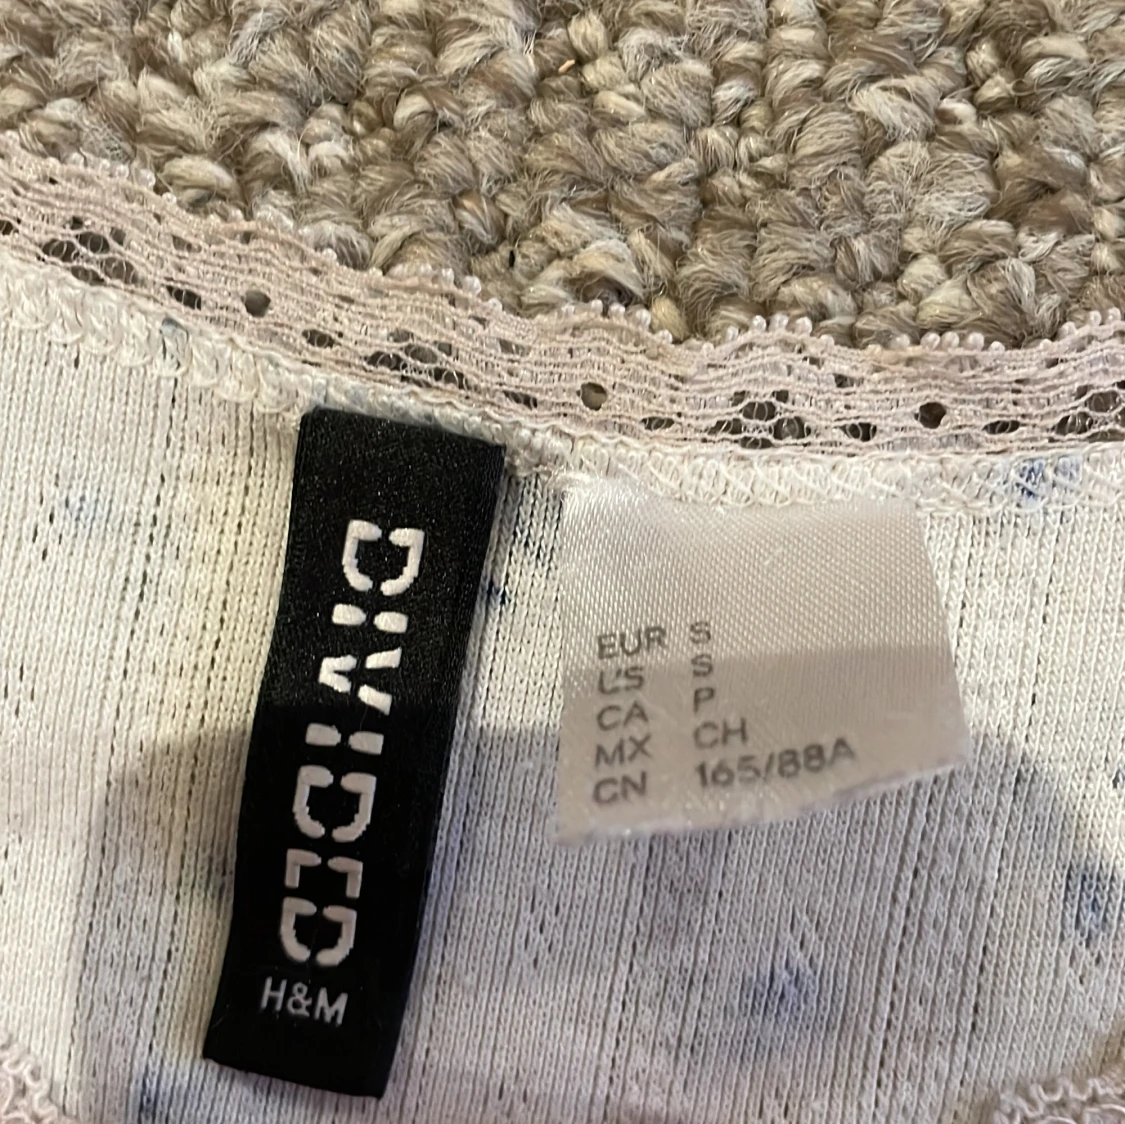 DIVIDED
H&M
EUR S
US S
CA P
MX CH
CN 165/88A